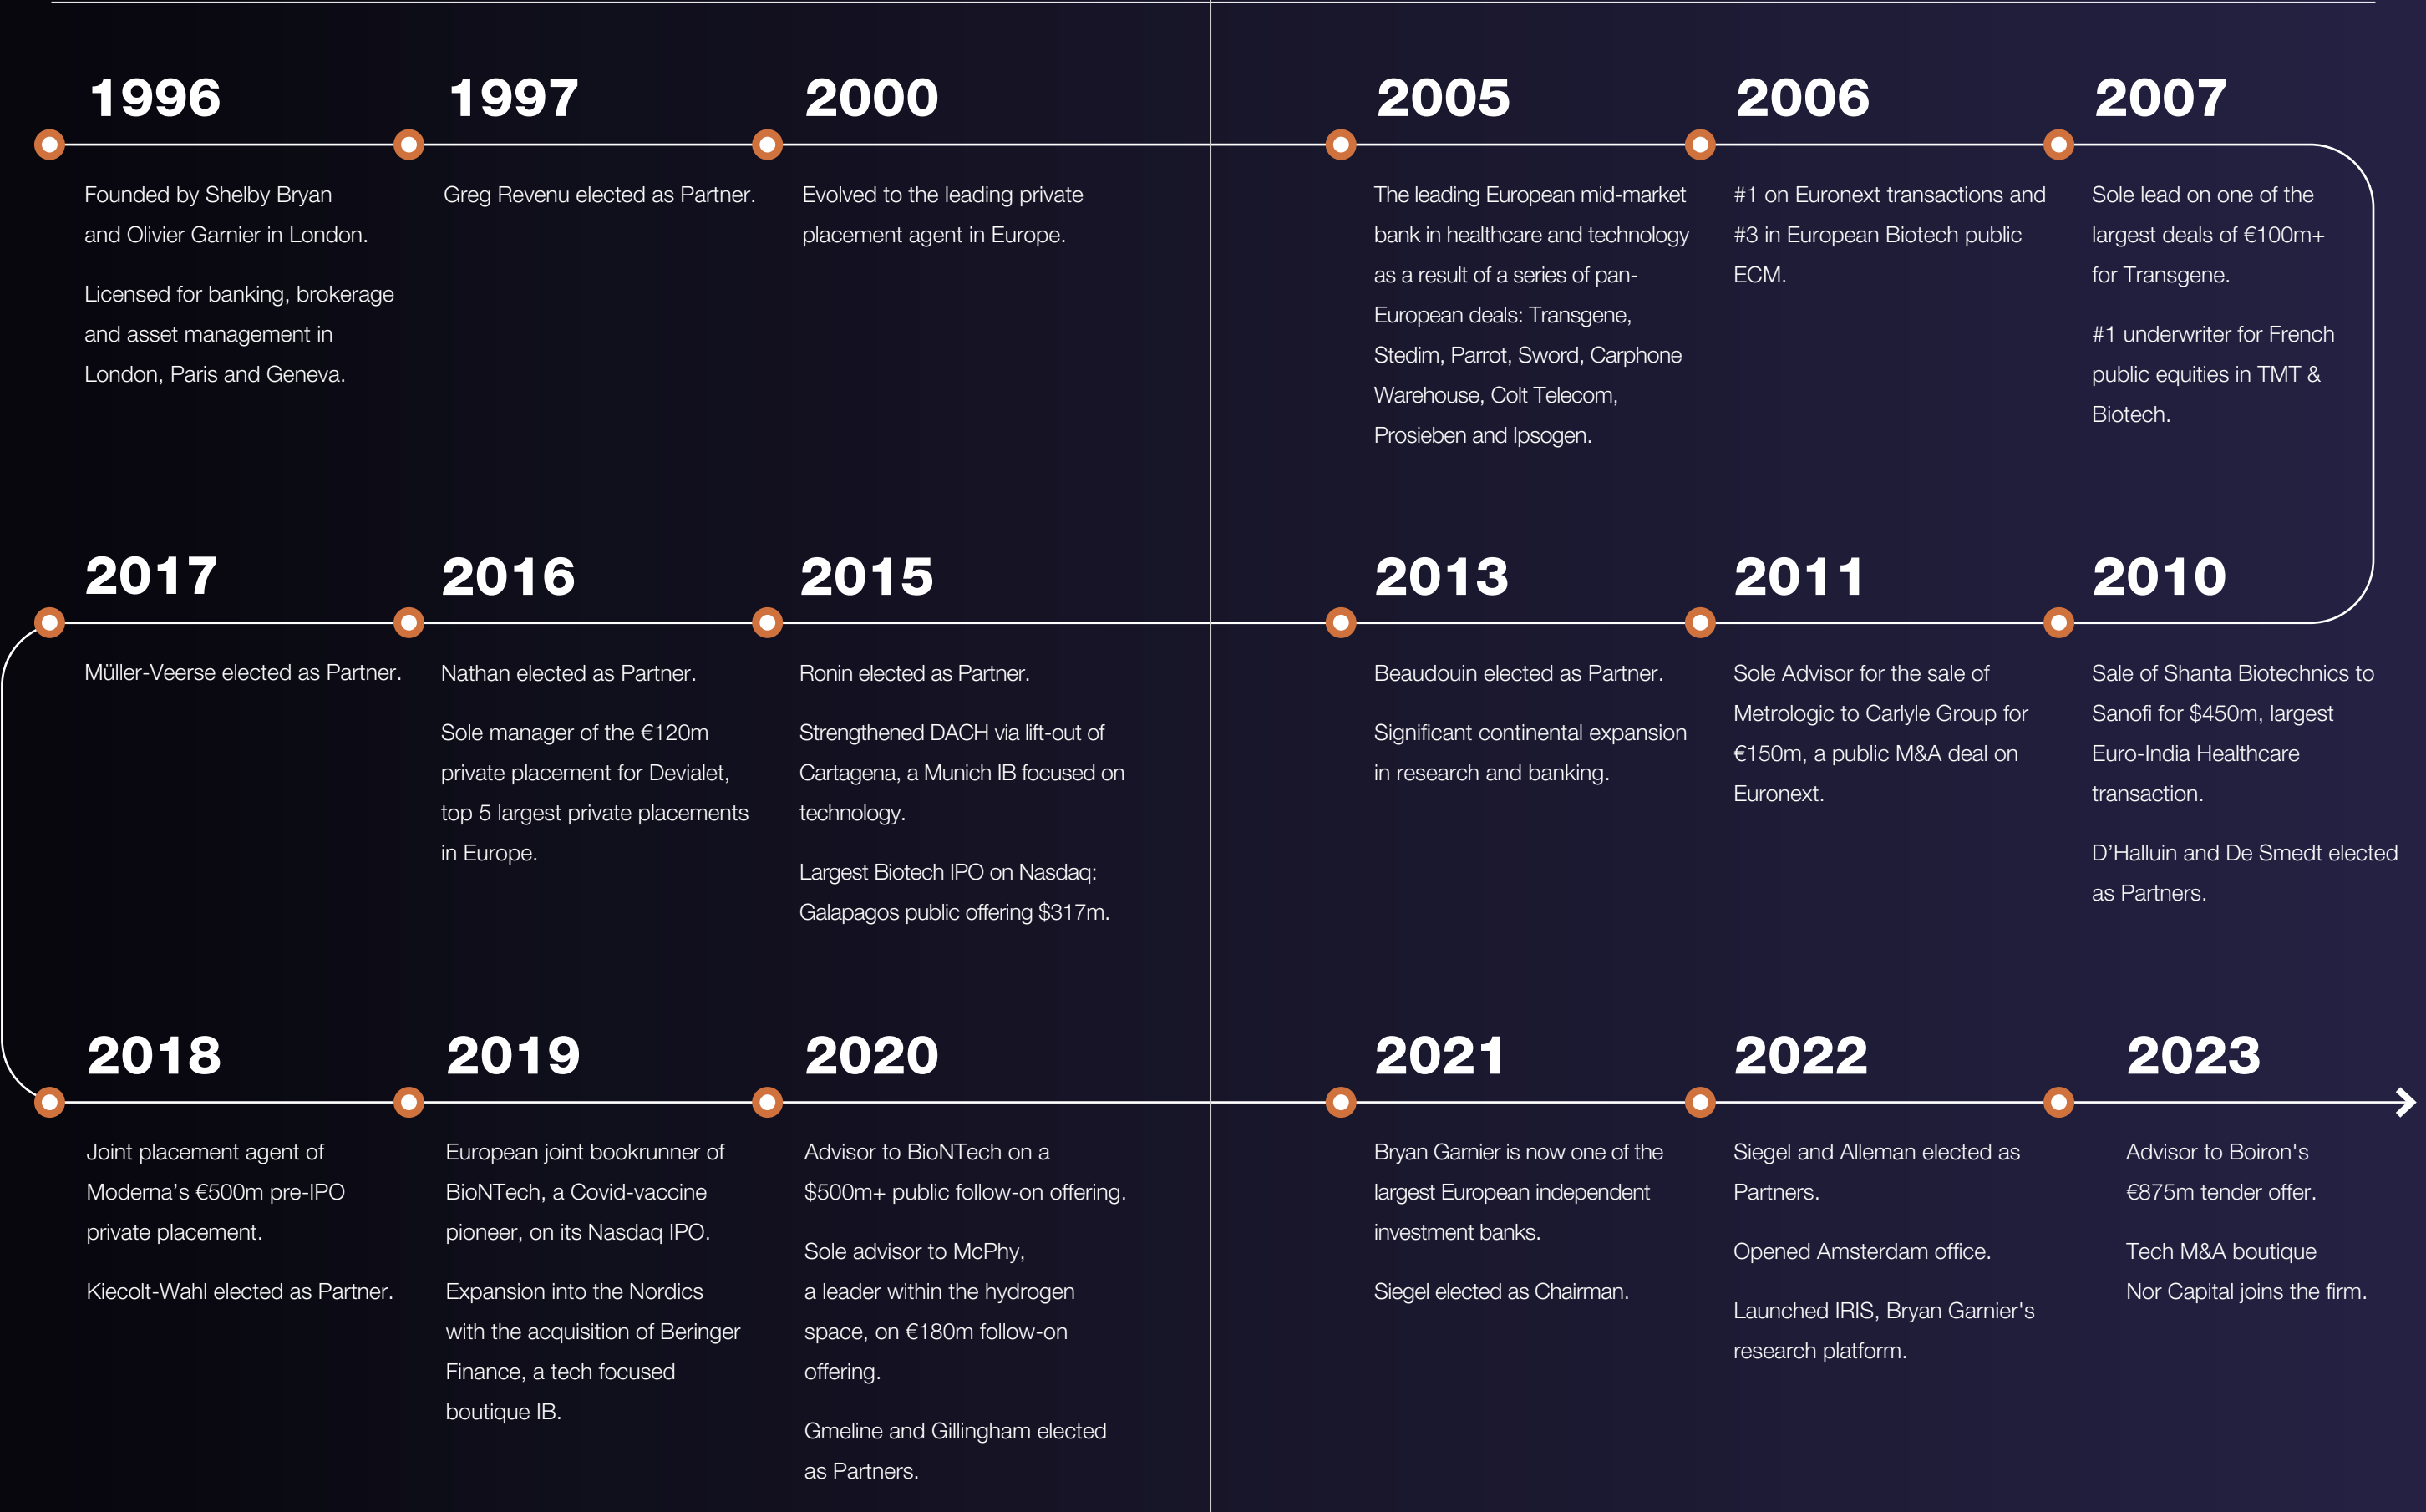 1996
Founded by Shelby Bryan
and Olivier Garnier in London.
Licensed for banking, brokerage
and asset management in
London, Paris and Geneva.
1997
Greg Revenu elected as Partner.
2000
Evolved to the leading private
placement agent in Europe.
2005
The leading European mid-market
bank in healthcare and technology
as a result of a series of pan-
European deals: Transgene,
Stedim, Parrot, Sword, Carphone
Warehouse, Colt Telecom,
Prosieben and Ipsogen.
2006
#1 on Euronext transactions and
#3 in European Biotech public
ECM.
2007
Sole lead on one of the
largest deals of €100m+
for Transgene.
#1 underwriter for French
public equities in TMT &
Biotech.
2010
Sale of Shanta Biotechnics to
Sanofi for $450m, largest
Euro-India Healthcare
transaction.
D’Halluin and De Smedt elected
as Partners.
2011
Sole Advisor for the sale of
Metrologic to Carlyle Group for
€150m, a public M&A deal on
Euronext.
2013
Beaudouin elected as Partner.
Significant continental expansion
in research and banking.
2015
Ronin elected as Partner.
Strengthened DACH via lift-out of
Cartagena, a Munich IB focused on
technology.
Largest Biotech IPO on Nasdaq:
Galapagos public offering $317m.
2016
Nathan elected as Partner.
Sole manager of the €120m
private placement for Devialet,
top 5 largest private placements
in Europe.
2017
Müller-Veerse elected as Partner.
2018
Joint placement agent of
Moderna’s €500m pre-IPO
private placement.
Kiecolt-Wahl elected as Partner.
2019
European joint bookrunner of
BioNTech, a Covid-vaccine
pioneer, on its Nasdaq IPO.
Expansion into the Nordics
with the acquisition of Beringer
Finance, a tech focused
boutique IB.
2020
Advisor to BioNTech on a
$500m+ public follow-on offering.
Sole advisor to McPhy,
a leader within the hydrogen
space, on €180m follow-on
offering.
Gmeline and Gillingham elected
as Partners.
2021
Bryan Garnier is now one of the
largest European independent
investment banks.
Siegel elected as Chairman.
2022
Siegel and Alleman elected as
Partners.
Opened Amsterdam office.
Launched IRIS, Bryan Garnier's
research platform.
2023
Advisor to Boiron's
€875m tender offer.
Tech M&A boutique
Nor Capital joins the firm.